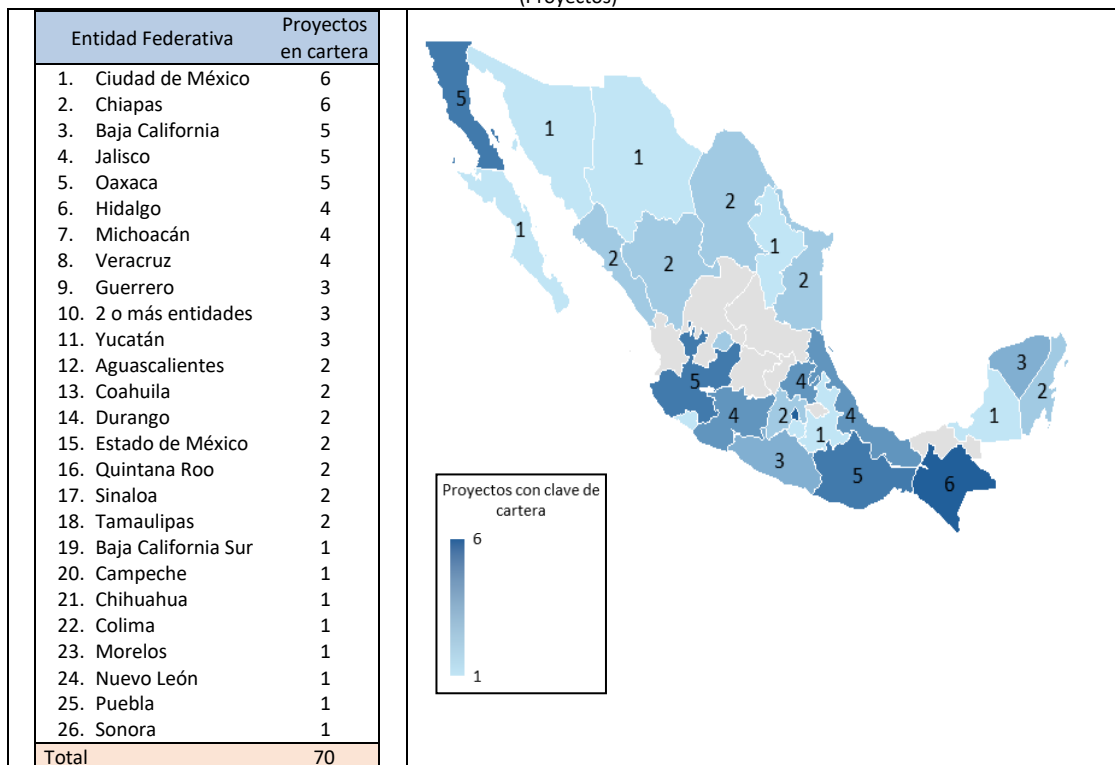 (Proyectos)
Entidad Federativa Proyectos en cartera
1. Ciudad de México 6
2. Chiapas 6
3. Baja California 5
4. Jalisco 5
5. Oaxaca 5
6. Hidalgo 4
7. Michoacán 4
8. Veracruz 4
9. Guerrero 3
10. 2 o más entidades 3
11. Yucatán 3
12. Aguascalientes 2
13. Coahuila 2
14. Durango 2
15. Estado de México 2
16. Quintana Roo 2
17. Sinaloa 2
18. Tamaulipas 2
19. Baja California Sur 1
20. Campeche 1
21. Chihuahua 1
22. Colima 1
23. Morelos 1
24. Nuevo León 1
25. Puebla 1
26. Sonora 1
Total 70
5
1
1
2
1
1
2
2
2
5
4
3
2
4
2
4
1
1
3
5
6
Proyectos con clave de
cartera
6
1